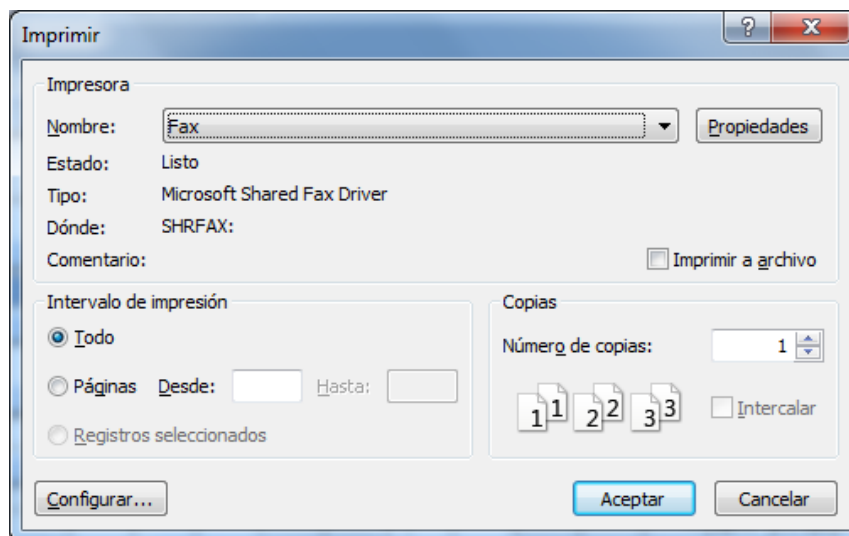 Imprimir
Impresora
Nombre: Fax Propiedades
Estado: Listo
Tipo: Microsoft Shared Fax Driver
Dónde: SHRFAX:
Comentario: Imprimir a archivo
Intervalo de impresión Copias
Todo Número de copias: 1
Páginas Desde: Hasta:
1 1 2 2 3 3 Intercalar
Registros seleccionados
Configurar... Aceptar Cancelar